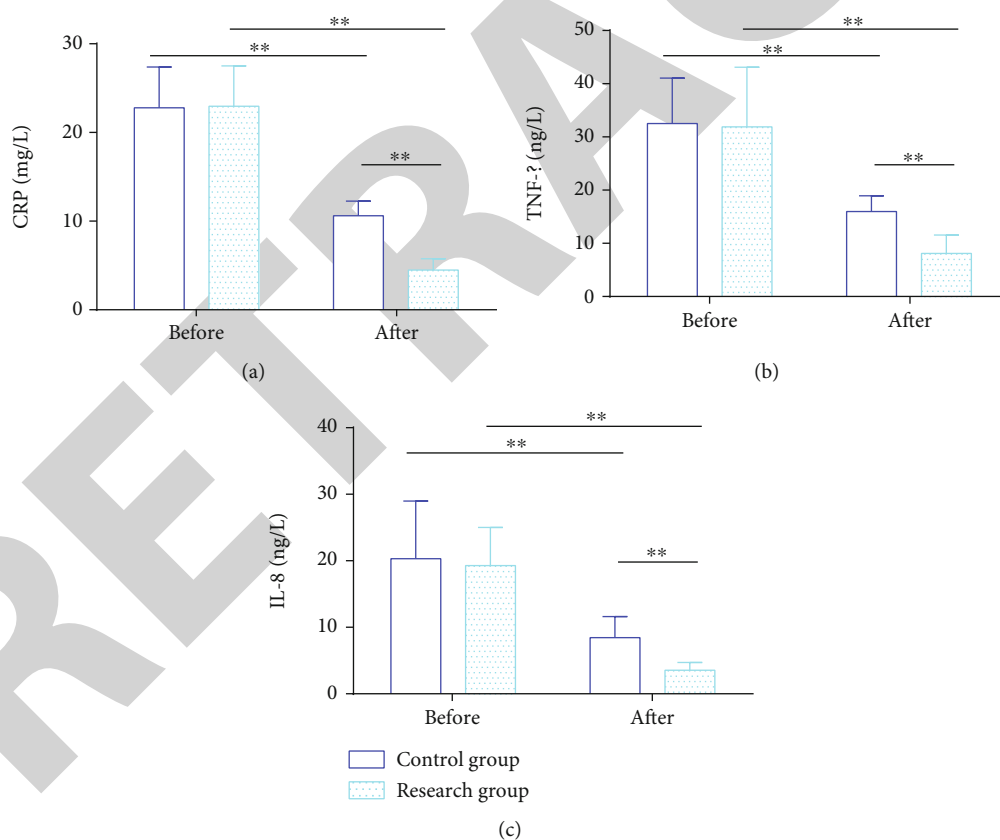 **
**
30
20
10
0
CRP (mg/L)
**
Before
After
(a)
**
**
50
40
30
20
10
0
TNF-? (ng/L)
**
Before
After
(b)
**
**
40
30
20
10
0
IL-8 (ng/L)
**
Before
After
Control group
Research group
(c)
RETRAC